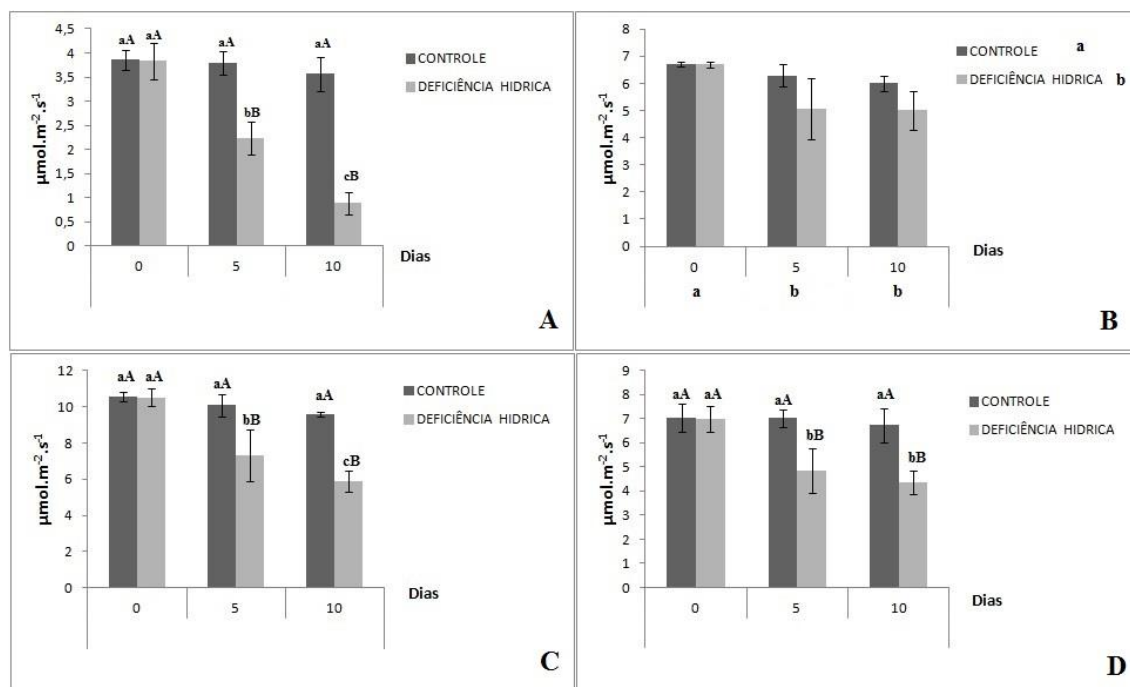 4,5
4
3,5
3
2,5
2
1,5
1
0,5
0
µmol.m⁻².s⁻¹
aA aA
aA
bB
aA
cB
CONTROLE
DEFICIÊNCIA HIDRICA
0 5 10
Dias
A
8
7
6
5
4
3
2
1
0
µmol.m⁻².s⁻¹
CONTROLE a
DEFICIÊNCIA HIDRICA b
0 5 10
Dias
a b b
B
12
10
8
6
4
2
0
µmol.m⁻².s⁻¹
aA aA
aA
bB
aA
cB
CONTROLE
DEFICIÊNCIA HIDRICA
0 5 10
Dias
C
9
8
7
6
5
4
3
2
1
0
µmol.m⁻².s⁻¹
aA aA
aA
bB
aA
bB
CONTROLE
DEFICIÊNCIA HIDRICA
0 5 10
Dias
D